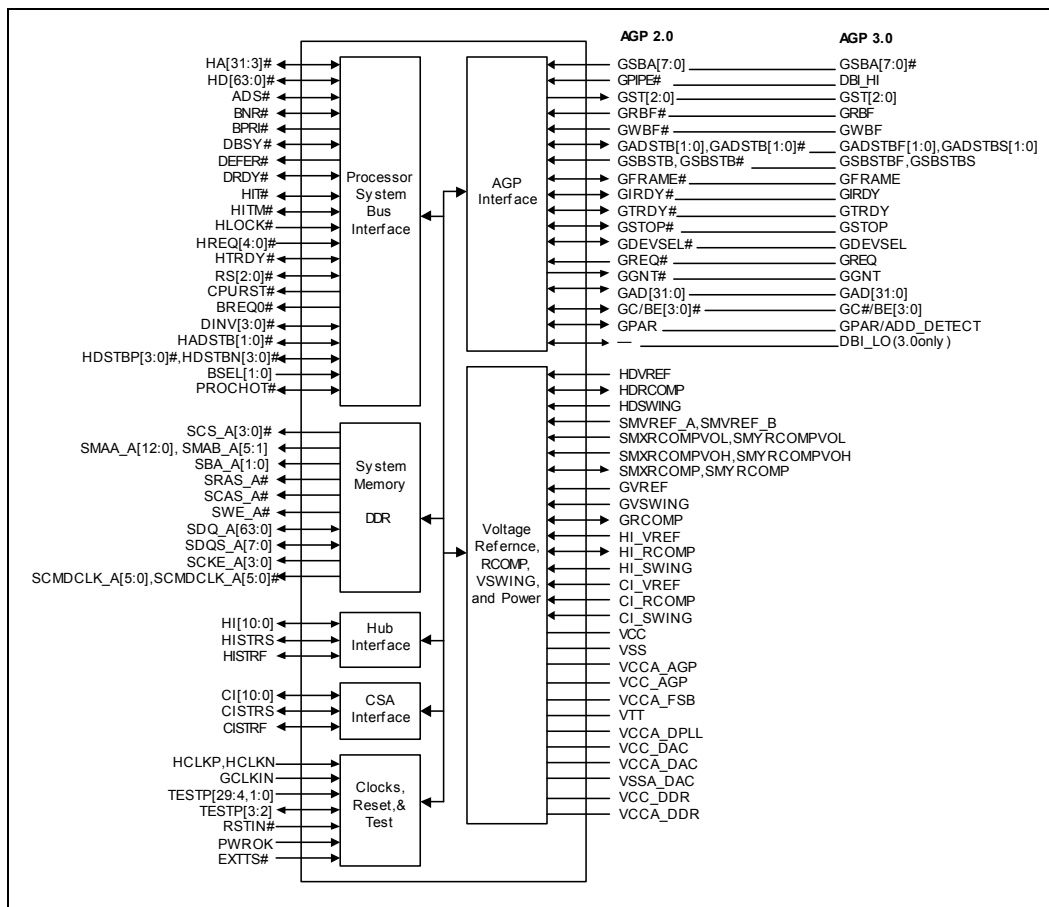 AGP 2.0 AGP 3.0
HA[31:3]#
HD[63:0]#
ADS#
BNR#
BPRI#
DBSY#
DEFER#
DRDY#
HIT#
HITM#
HLOCK#
HREQ[4:0]#
HTRDY#
RS[2:0]#
CPURST#
BREQ0#
DINV[3:0]#
HADSTB[1:0]#
HDSTBP[3:0]#,HDSTBN[3:0]#
BSEL[1:0]
PROCHOT#
Processor
System
Bus
Interface
SCS_A[3:0]#
SMAA_A[12:0], SMAB_A[5:1]
SBA_A[1:0]
SRAS_A#
SCAS_A#
SWE_A#
SDQ_A[63:0]
SDQS_A[7:0]
SCKE_A[3:0]
SCMDCLK_A[5:0],SCMDCLK_A[5:0]#
System
Memory
DDR
HI[10:0]
HISTRS
HISTRF
Hub
Interface
CI[10:0]
CISTRS
CISTRF
CSA
Interface
HCLKP,HCLKN
GCLKIN
TESTP[29:4,1:0]
TESTP[3:2]
RSTIN#
PWROK
EXTTS#
Clocks,
Reset,&
Test
AGP
Interface
GSBA[7:0] GSBA[7:0]#
GPIPE# DBI_HI
GST[2:0] GST[2:0]
GRBF# GRBF
GWBF# GWBF
GADSTB[1:0],GADSTB[1:0]# GADSTBF[1:0],GADSTBS[1:0]
GSBSTB, GSBSTB# GSBSTBF,GSBSTBS
GFRAME# GFRAME
GIRDY# GIRDY
GTRDY# GTRDY
GSTOP# GSTOP
GDEVSEL# GDEVSEL
GREQ# GREQ
GGNT# GGNT
GAD[31:0] GAD[31:0]
GC/BE[3:0]# GC#/BE[3:0]
GPAR GPAR/ADD_DETECT
— DBI_LO(3.0only)
Voltage
Refernce,
RCOMP,
VSWING,
and Power
HDVREF
HDRCOMP
HDSWING
SMVREF_A,SMVREF_B
SMXRCOMPVOL,SMYRCOMPVOL
SMXRCOMPVOH,SMYRCOMPVOH
SMXRCOMP,SMYRCOMP
GVREF
GVSWING
GRCOMP
HI_VREF
HI_RCOMP
HI_SWING
CI_VREF
CI_RCOMP
CI_SWING
VCC
VSS
VCCA_AGP
VCC_AGP
VCCA_FSB
VTT
VCCA_DPLL
VCC_DAC
VCCA_DAC
VSSA_DAC
VCC_DDR
VCCA_DDR